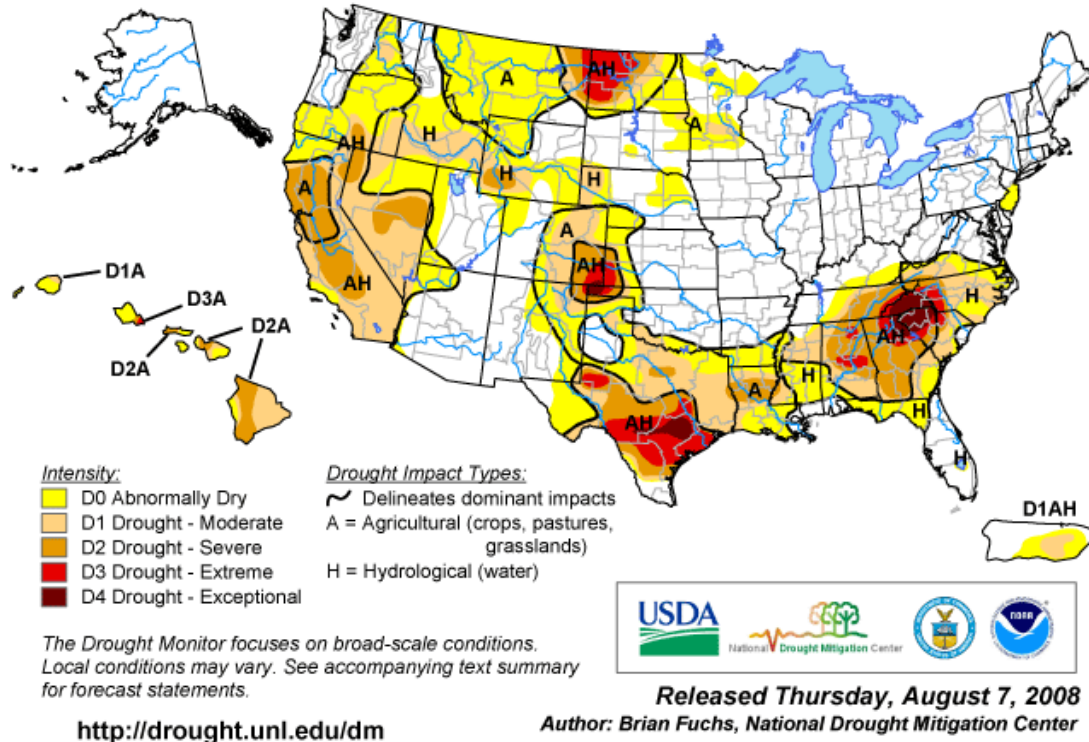 A
AH
A
H
AH
H
H
A
A
AH
AH
D1A
D3A
D2A
D2A
H
AH
A
H
AH
H
H
D1AH
Intensity:
D0 Abnormally Dry
D1 Drought - Moderate
D2 Drought - Severe
D3 Drought - Extreme
D4 Drought - Exceptional
Drought Impact Types:
Delineates dominant impacts
A = Agricultural (crops, pastures,
grasslands)
H = Hydrological (water)
USDA
National Drought Mitigation Center
NOAA
The Drought Monitor focuses on broad-scale conditions.
Local conditions may vary. See accompanying text summary
for forecast statements.
http://drought.unl.edu/dm
Released Thursday, August 7, 2008
Author: Brian Fuchs, National Drought Mitigation Center